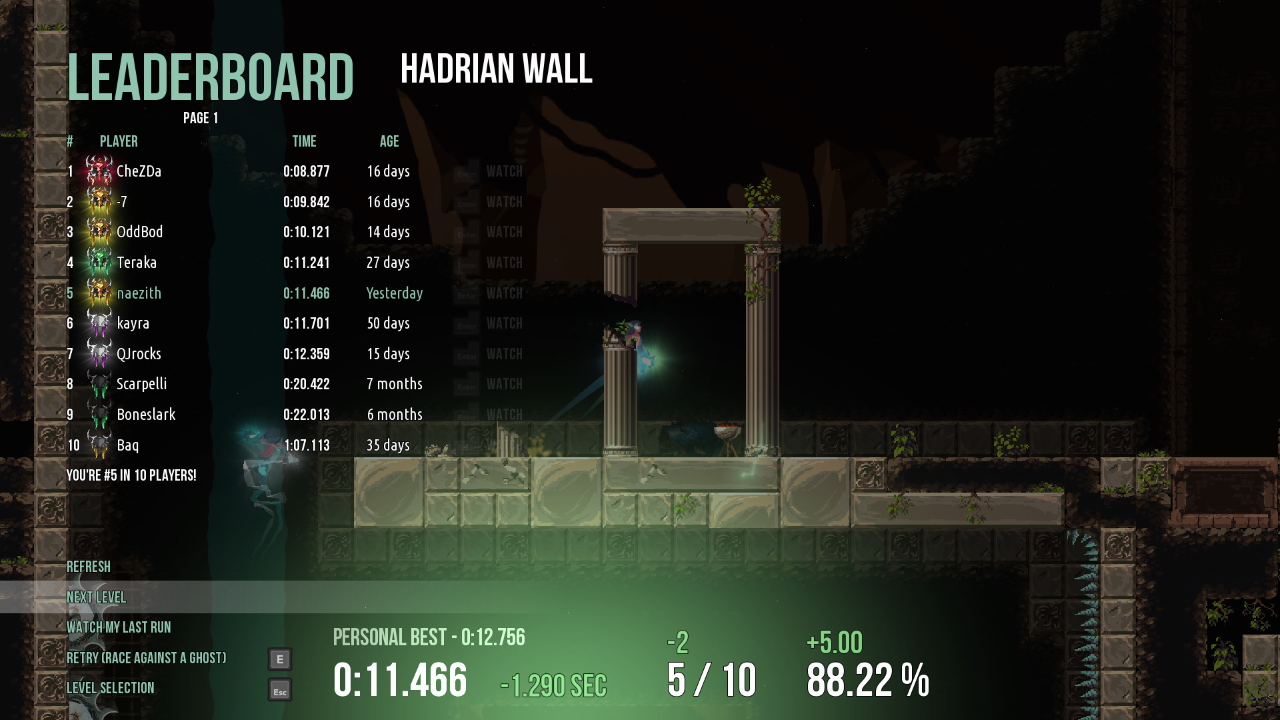 LEADERBOARD HADRIAN WALL
PAGE 1
# PLAYER TIME AGE
1 CheZDa 0:08.877 16 days WATCH
2 -7 0:09.842 16 days WATCH
3 OddBod 0:10.121 14 days WATCH
4 Teraka 0:11.241 27 days WATCH
5 naezith 0:11.466 Yesterday WATCH
6 kayra 0:11.701 50 days WATCH
7 QJrocks 0:12.359 15 days WATCH
8 Scarpelli 0:20.422 7 months WATCH
9 Boneslark 0:22.013 6 months WATCH
10 Baq 1:07.113 35 days
YOU'RE #5 IN 10 PLAYERS!
REFRESH
NEXT LEVEL
WATCH MY LAST RUN
RETRY (RACE AGAINST A GHOST) E
LEVEL SELECTION Esc
PERSONAL BEST - 0:12.756 -2 +5.00
0:11.466 -1.290 SEC 5 / 10 88.22 %